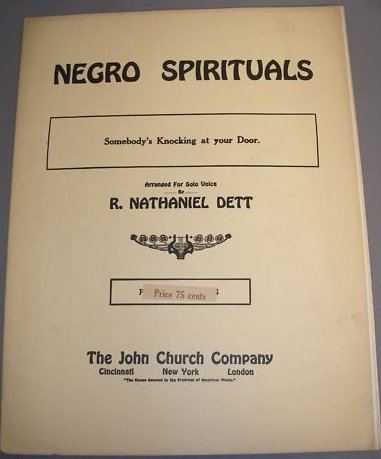 NEGRO SPIRITUALS
Somebody's Knocking at your Door.
Arranged For Solo Voice
By
R. NATHANIEL DETT
Price 75 cents
The John Church Company
Cincinnati New York London
"The House devoted to the Progress of American Music."